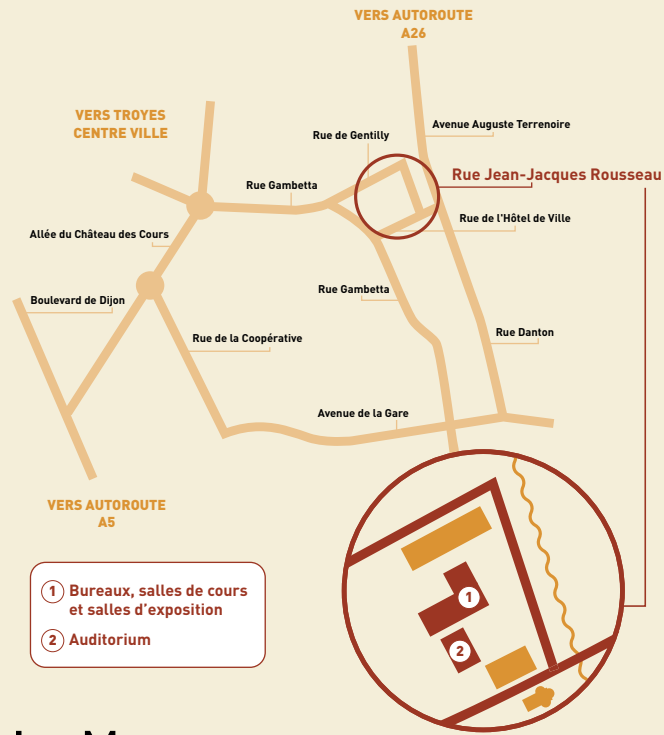 VERS AUTOROUTE
A26
VERS TROYES
CENTRE VILLE
Avenue Auguste Terrenoire
Rue de Gentilly
Rue Jean-Jacques Rousseau
Rue Gambetta
Rue de l'Hôtel de Ville
Allée du Château des Cours
Rue Gambetta
Boulevard de Dijon
Rue de la Coopérative
Rue Danton
Avenue de la Gare
VERS AUTOROUTE
A5
1 Bureaux, salles de cours
et salles d'exposition
2 Auditorium
1
2